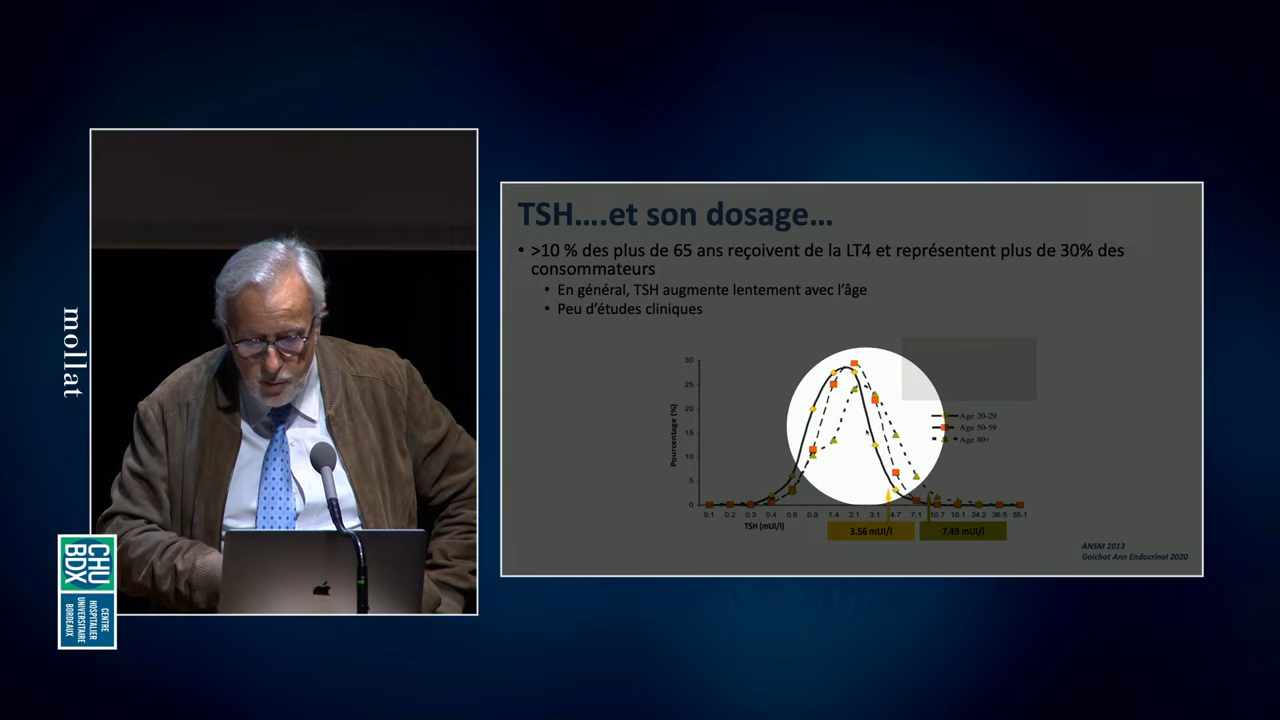 mollat
CHU
BDX
CENTRE
HOSPITALIER
UNIVERSITAIRE
BORDEAUX
TSH….et son dosage…
• >10 % des plus de 65 ans reçoivent de la LT4 et représentent plus de 30% des
consommateurs
• En général, TSH augmente lentement avec l’âge
• Peu d’études cliniques
Pourcentage (%)
30
25
20
15
10
5
0
0.1 0.2 0.3 0.4 0.6 0.9 1.4 2.1 3.1 4.7 7.1 10.7 16.1 24.2 36.5 55.1
TSH (mUI/l)
Age 20-29
Age 50-59
Age 80+
3.56 mUI/l
7.49 mUI/l
ANSM 2013
Goichot Ann Endocrinol 2020